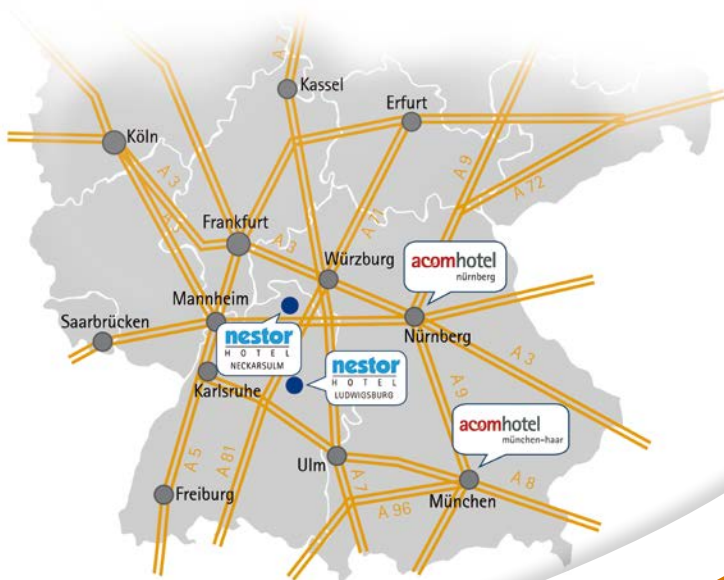 A 7
Kassel
Erfurt
Köln
A 3
A 9
A 72
A 71
Frankfurt
A 3
Würzburg
acomhotel
nürnberg
Mannheim
Saarbrücken
nestor
HOTEL
NECKARSULM
Nürnberg
nestor
HOTEL
LUDWIGSBURG
A 3
Karlsruhe
A 9
acomhotel
münchen-haar
A 5
A 81
Ulm
A 7
A 8
Freiburg
München
A 96